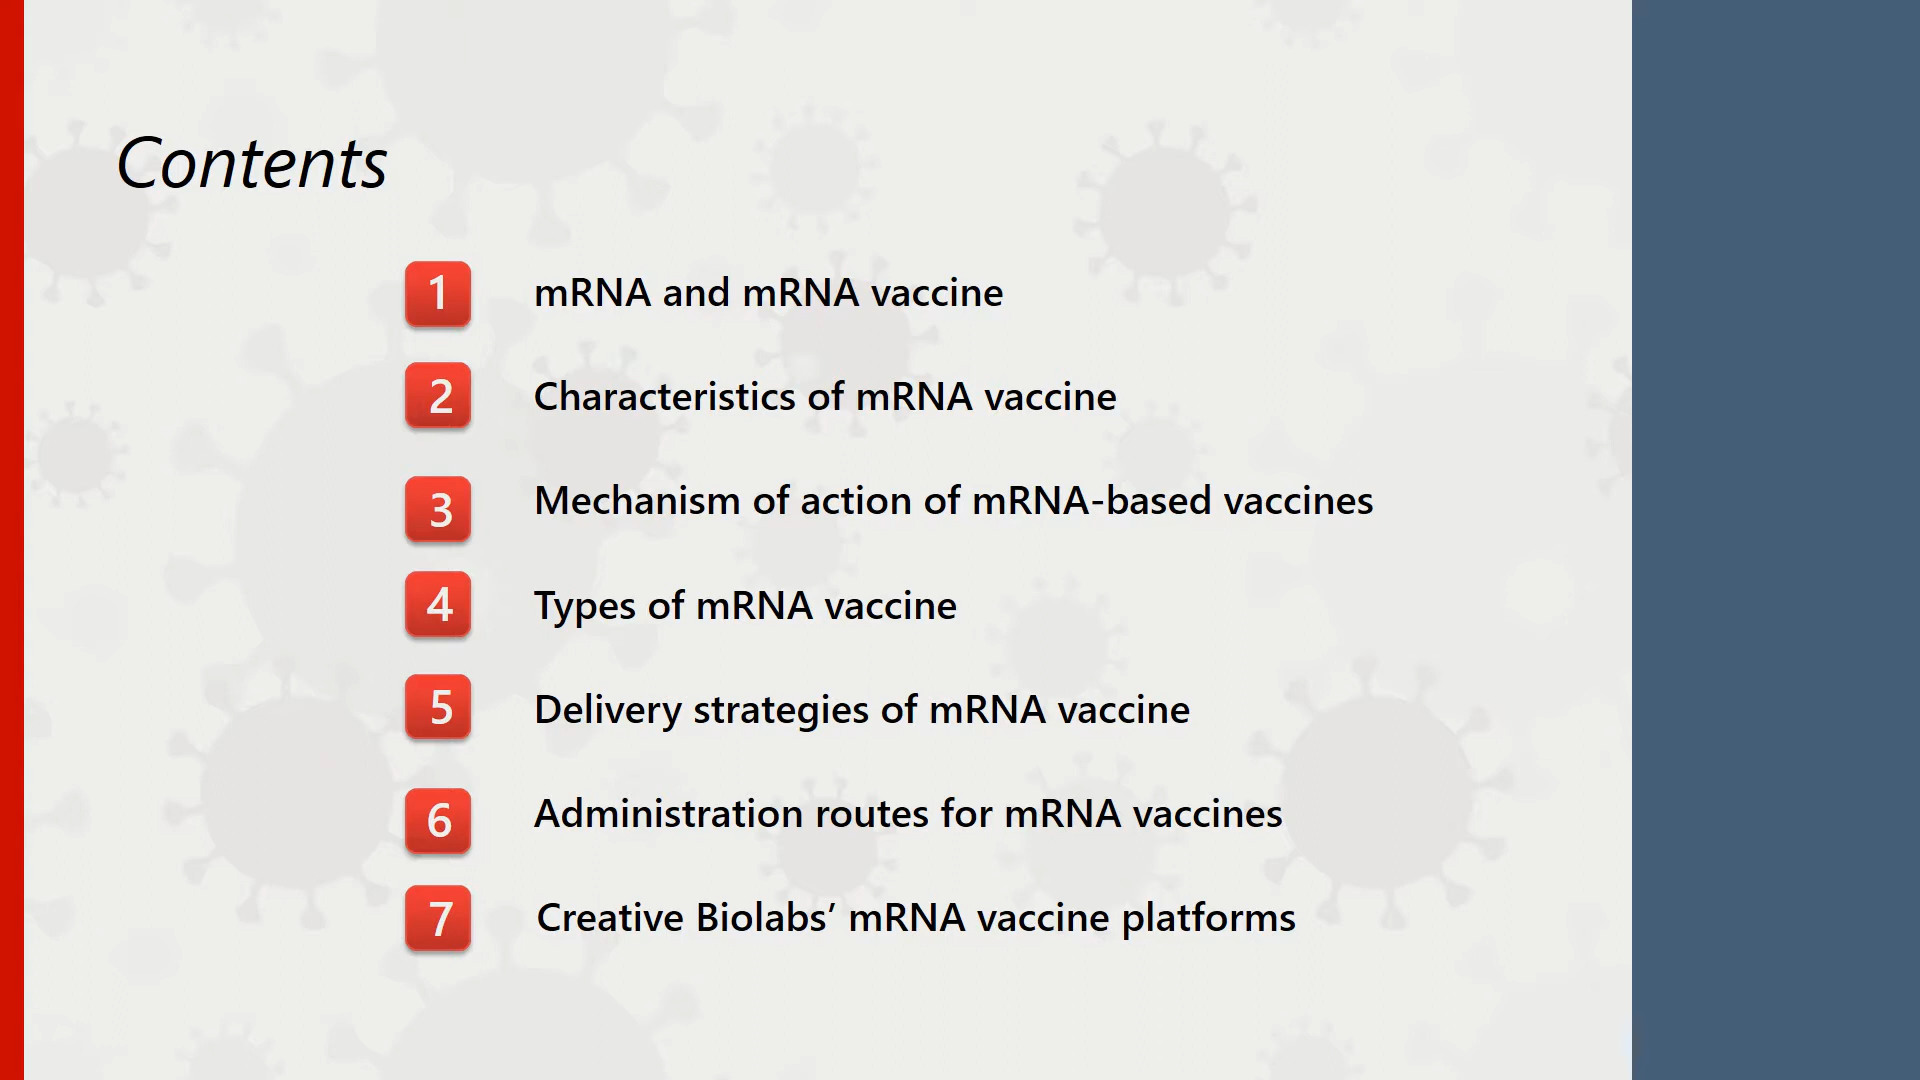 Contents
1 mRNA and mRNA vaccine
2 Characteristics of mRNA vaccine
3 Mechanism of action of mRNA-based vaccines
4 Types of mRNA vaccine
5 Delivery strategies of mRNA vaccine
6 Administration routes for mRNA vaccines
7 Creative Biolabs’ mRNA vaccine platforms